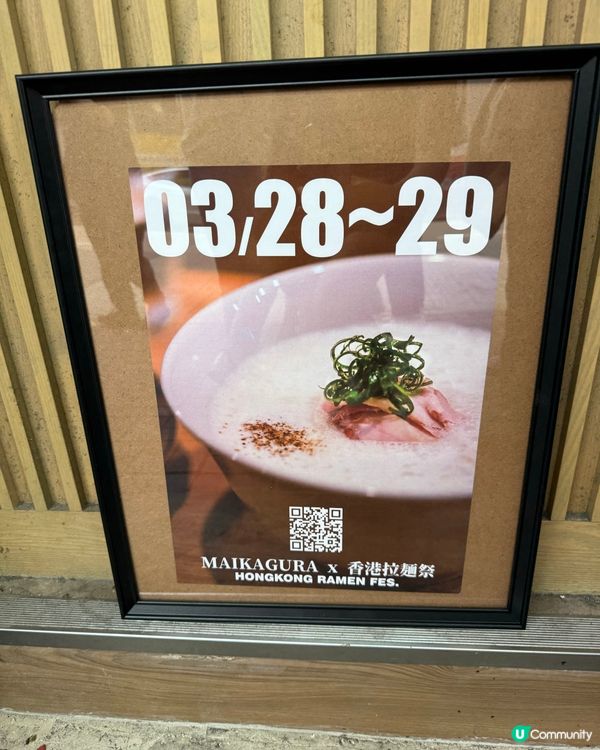 03/28~29
MAIKAGURA x 香港拉麵祭
HONGKONG RAMEN FES.
U Community